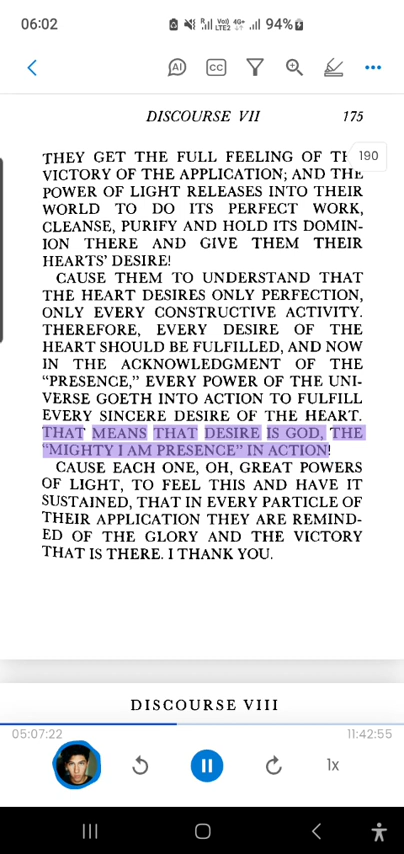 06:02
94%
AI
CC
DISCOURSE VII 175
190
THEY GET THE FULL FEELING OF
VICTORY OF THE APPLICATION; AND THE
POWER OF LIGHT RELEASES INTO THEIR
WORLD TO DO ITS PERFECT WORK,
CLEANSE, PURIFY AND HOLD ITS DOMIN-
ION THERE AND GIVE THEM THEIR
HEARTS' DESIRE!
CAUSE THEM TO UNDERSTAND THAT
THE HEART DESIRES ONLY PERFECTION,
ONLY EVERY CONSTRUCTIVE ACTIVITY.
THEREFORE, EVERY DESIRE OF THE
HEART SHOULD BE FULFILLED, AND NOW
IN THE ACKNOWLEDGMENT OF THE
“PRESENCE,” EVERY POWER OF THE UNI-
VERSE GOETH INTO ACTION TO FULFILL
EVERY SINCERE DESIRE OF THE HEART.
THAT MEANS THAT DESIRE IS GOD, THE
“MIGHTY I AM PRESENCE” IN ACTION!
CAUSE EACH ONE, OH, GREAT POWERS
OF LIGHT, TO FEEL THIS AND HAVE IT
SUSTAINED, THAT IN EVERY PARTICLE OF
THEIR APPLICATION THEY ARE REMIND-
ED OF THE GLORY AND THE VICTORY
THAT IS THERE. I THANK YOU.
DISCOURSE VIII
05:07:22 11:42:55
1x